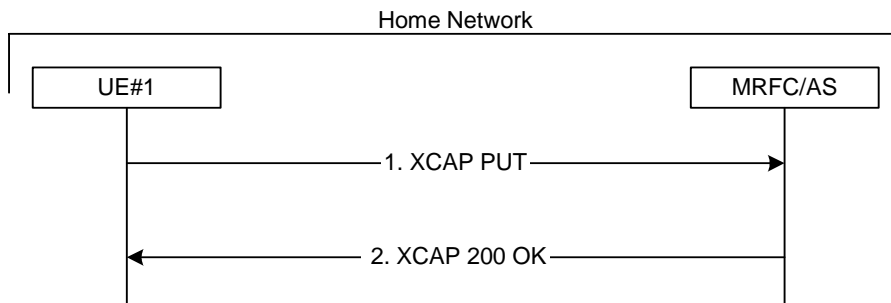 Home Network
UE#1
MRFC/AS
1. XCAP PUT
2. XCAP 200 OK